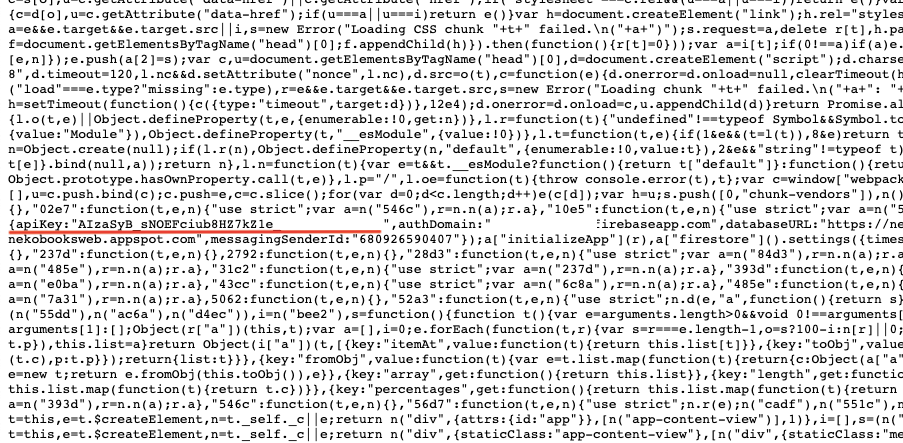 c=s[o],u=c.getAttribute("data-href")||c.getAttribute("href");if("stylesheet"===c.rel&&(u===a||u===i))return e()}var
d],u=c.getAttribute("data-href");if(u===a||u===i)return e()}var h=document.createElement("link");h.rel="styles
a=e&&e.target&&e.target.src||i,s=new Error("Loading CSS chunk "+t+" failed.\n("+a+")");s.request=a,delete r[t],h.pa
f=document.getElementsByTagName("head")[0];f.appendChild(h)}).then(function(){r[t]=0}));var a=i[t];if(0!==a)if(a)e.
[e,n]});e.push(a[2]=s);var c,u=document.getElementsByTagName("head")[0],d=document.createElement("script");d.charse
8",d.timeout=120,l.nc&&d.setAttribute("nonce",l.nc),d.src=o(t),c=function(e){d.onerror=d.onload=null,clearTimeout(h
("load"===e.type?"missing":e.type),r=e&&e.target&&e.target.src,s=new Error("Loading chunk "+t+" failed.\n("+a+": "+
h=setTimeout(function(){c({type:"timeout",target:d})},12e4);d.onerror=d.onload=c,u.appendChild(d)}return Promise.al
{l.o(t,e)||Object.defineProperty(t,e,{enumerable:!0,get:n})},l.r=function(t){"undefined"!==typeof Symbol&&Symbol.to
{value:"Module"}),Object.defineProperty(t,"__esModule",{value:!0})},l.t=function(t,e){if(1&e&&(t=l(t)),8&e)return t
n=Object.create(null);if(l.r(n),Object.defineProperty(n,"default",{enumerable:!0,value:t}),2&e&&"string"!=typeof t)
t[e]}.bind(null,a));return n},l.n=function(t){var e=t&&t.__esModule?function(){return t["default"]}:function(){retu
Object.prototype.hasOwnProperty.call(t,e)},l.p="/",l.oe=function(t){throw console.error(t),t};var c=window["webpack
[],u=c.push.bind(c);c.push=e,c=c.slice();for(var d=0;d<c.length;d++)e(c[d]);var h=u;s.push([0,"chunk-vendors"]),n()
{},"02e7":function(t,e,n){"use strict";var a=n("546c"),r=n.n(a);r.a},"10e5":function(t,e,n){"use strict";var a=n("
{apiKey:"AIzaSyB_sNOEFciub8HZ7kZ1e ",authDomain:" irebaseapp.com",databaseURL:"https://ne
nekobooksweb.appspot.com",messagingSenderId:"680926590407"});a["initializeApp"](r),a["firestore"]().settings({times
{},"237d":function(t,e,n){},2792:function(t,e,n){},"28d3":function(t,e,n){"use strict";var a=n("84d3"),r=n.n(a);r.a
a=n("485e"),r=n.n(a);r.a},"31c2":function(t,e,n){"use strict";var a=n("237d"),r=n.n(a);r.a},"393d":function(t,e,n){
a=n("e0ba"),r=n.n(a);r.a},"43cc":function(t,e,n){"use strict";var a=n("6c8a"),r=n.n(a);r.a},"485e":function(t,e,n){
a=n("7a31"),r=n.n(a);r.a},5062:function(t,e,n){},"52a3":function(t,e,n){"use strict";n.d(e,"a",function(){return s}
(n("55dd"),n("ac6a"),n("d4ec")),i=n("bee2"),s=function(){function t(){var e=arguments.length>0&&void 0!==arguments
arguments[1]:[];Object(r["a"])(this,t);var a=[],i=0;e.forEach(function(t,r){var s=r===e.length-1,o=s?100-i:n[r]||0;
t.p}),this.list=a}return Object(i["a"])(t,[{key:"itemAt",value:function(t){return this.list[t]}},{key:"toObj",value
(t.c),p:t.p}});return{list:t}}},{key:"fromObj",value:function(t){var e=t.list.map(function(t){return{c:Object(a["a"
e=new t;return e.fromObj(this.toObj()),e}},{key:"array",get:function(){return this.list}},{key:"length",get:functio
this.list.map(function(t){return t.c})}},{key:"percentages",get:function(){return this.list.map(function(t){return
a=n("393d"),r=n.n(a);r.a},"546c":function(t,e,n){},"56d7":function(t,e,n){"use strict";n.r(e);n("cadf"),n("551c"),n
t=this,e=t.$createElement,n=t._self._c||e;return n("div",{attrs:{id:"app"}},[n("app-content-view")],1)},i=[],s=(n("
t=this,e=t.$createElement,n=t._self._c||e;return n("div",{staticClass:"app-content-view"},[n("div",{staticClass:"me